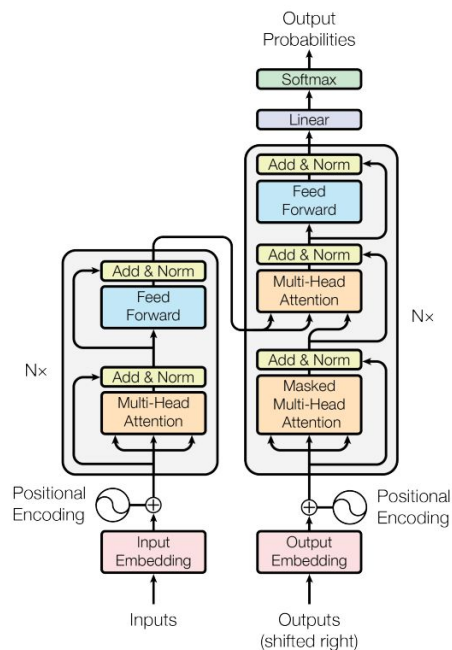 Output
Probabilities
Softmax
Linear
Add & Norm
Feed
Forward
Add & Norm
Multi-Head
Attention
Nx
Add & Norm
Masked
Multi-Head
Attention
Add & Norm
Feed
Forward
Nx
Add & Norm
Multi-Head
Attention
Positional
Encoding
Positional
Encoding
Input
Embedding
Output
Embedding
Inputs
Outputs
(shifted right)